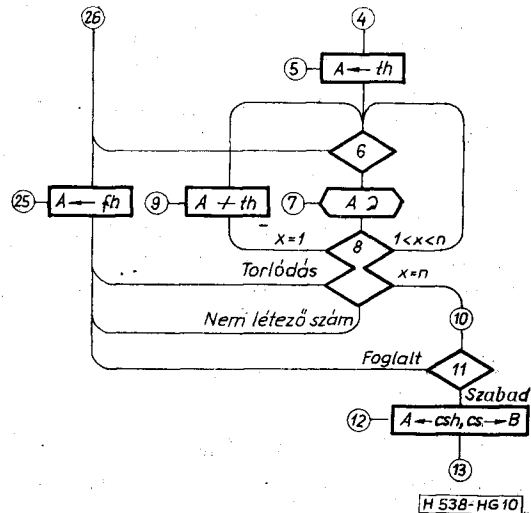 26
4
5
A ← th
6
25
A ← fh
9
A ↚ th
7
A
x=1
8
1<x<n
Torlódás
x=n
Nem létező szám
10
Foglalt
11
Szabad
12
A ← csh, cs → B
13
H 538-HG 10